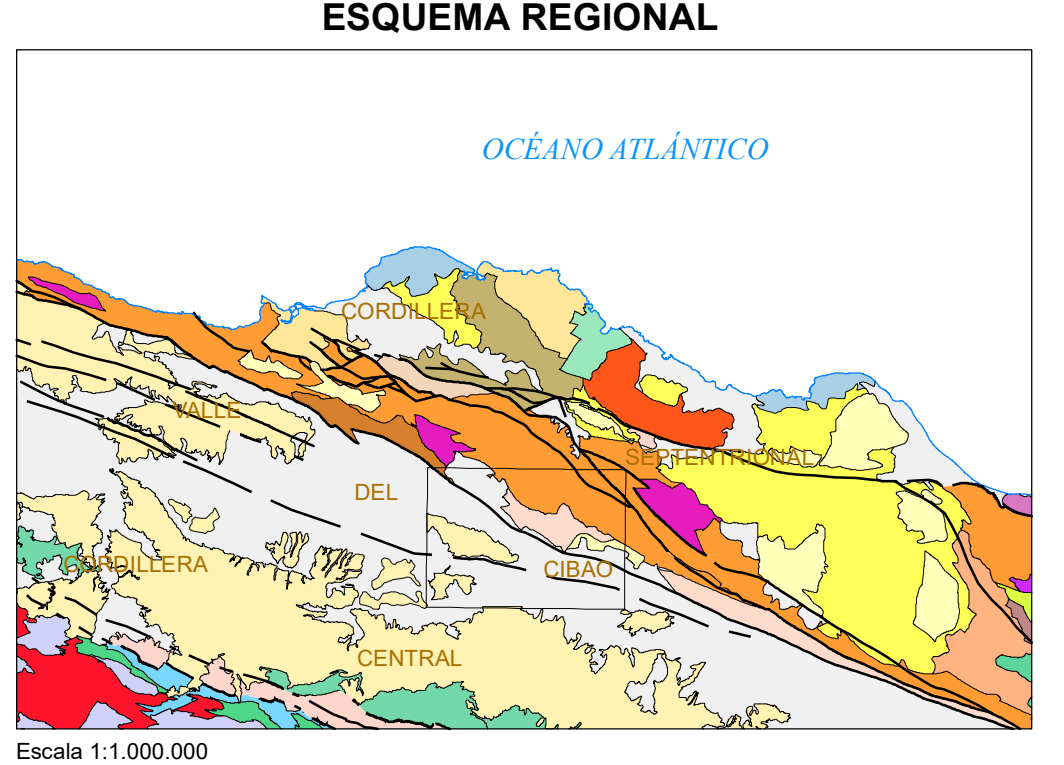 ESQUEMA REGIONAL
OCÉANO ATLÁNTICO
CORDILLERA
VALLE
SEPTENTRIONAL
DEL
CORDILLERA
CIBAO
CENTRAL
Escala 1:1.000.000